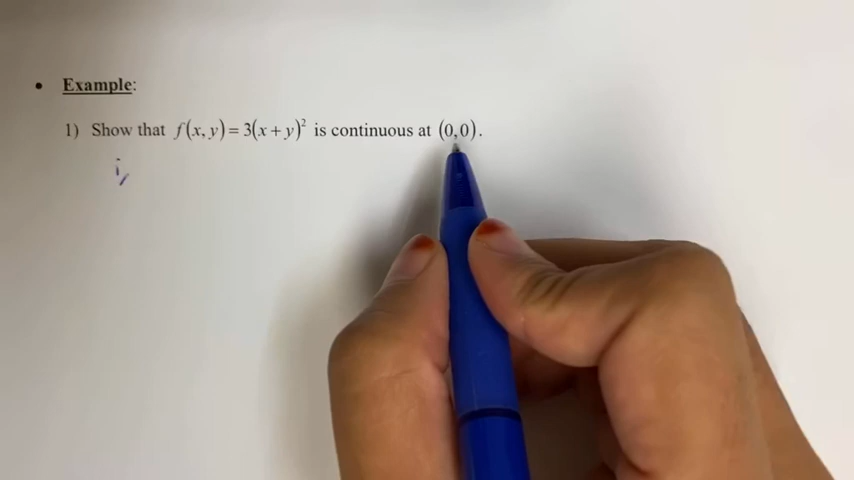 • Example:
1) Show that f(x, y) = 3(x + y)² is continuous at (0,0).
i,